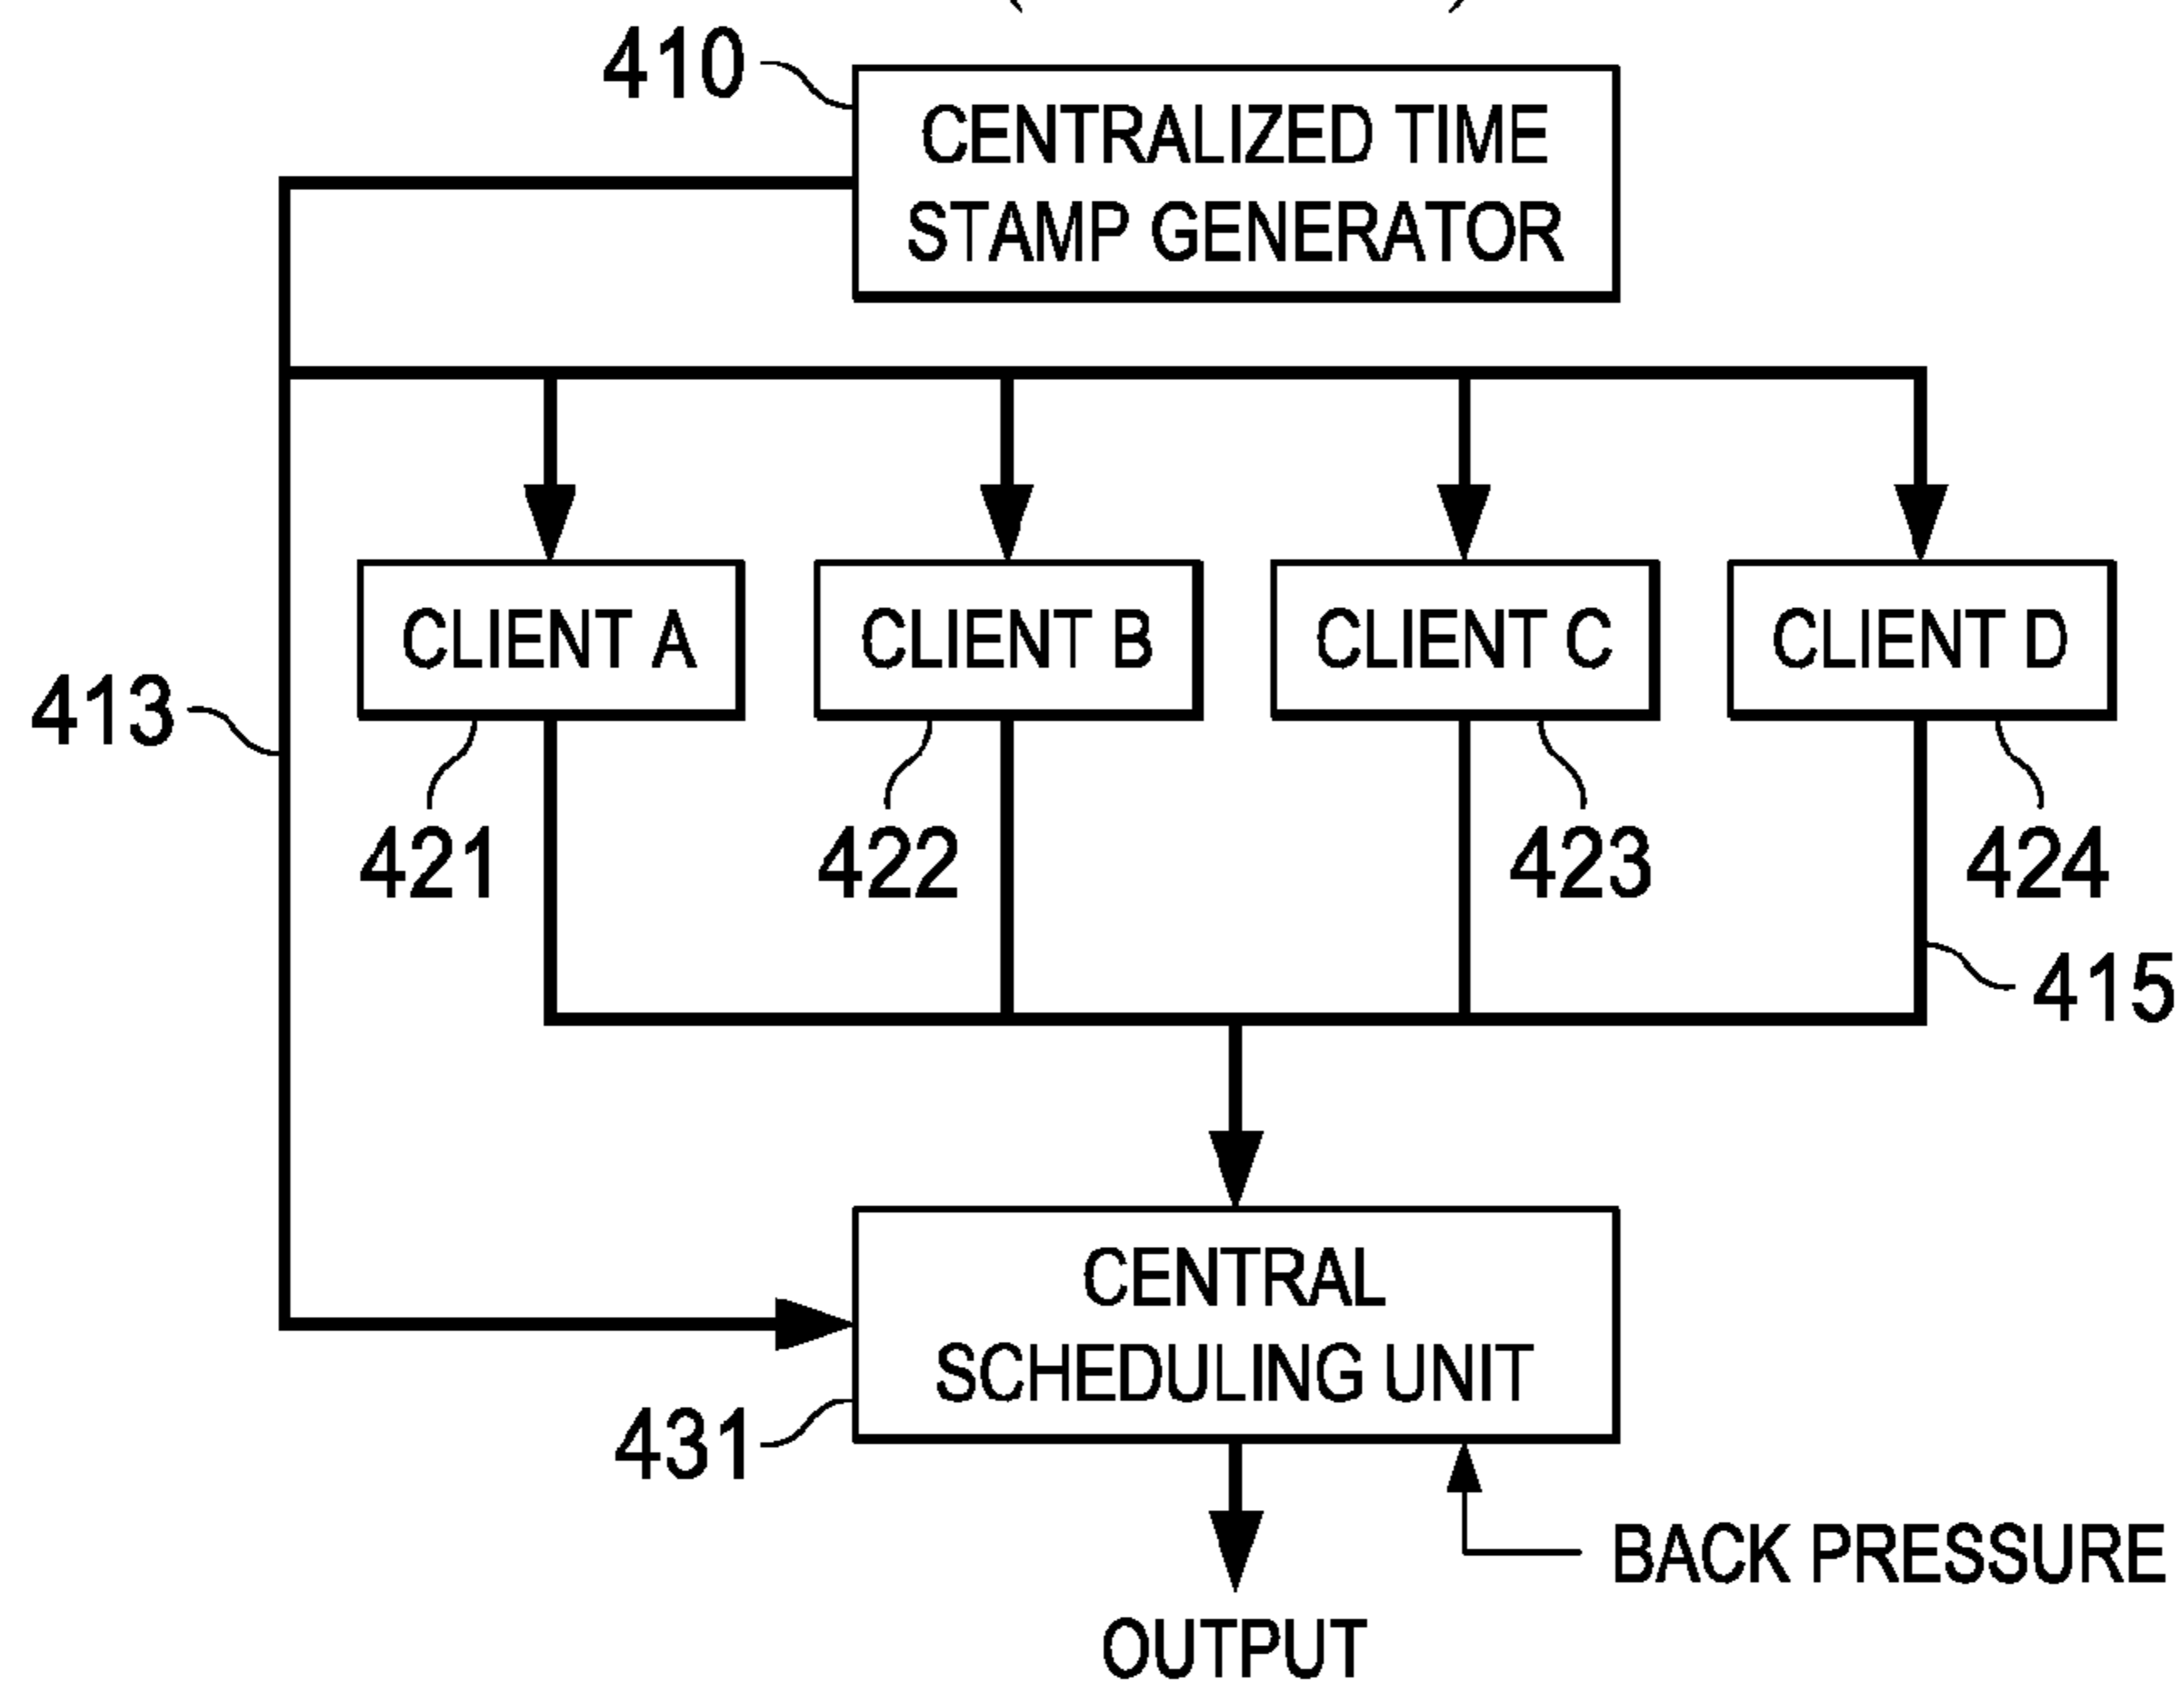 410
CENTRALIZED TIME
STAMP GENERATOR
CLIENT A
CLIENT B
CLIENT C
CLIENT D
413
421
422
423
424
415
CENTRAL
SCHEDULING UNIT
431
BACK PRESSURE
OUTPUT